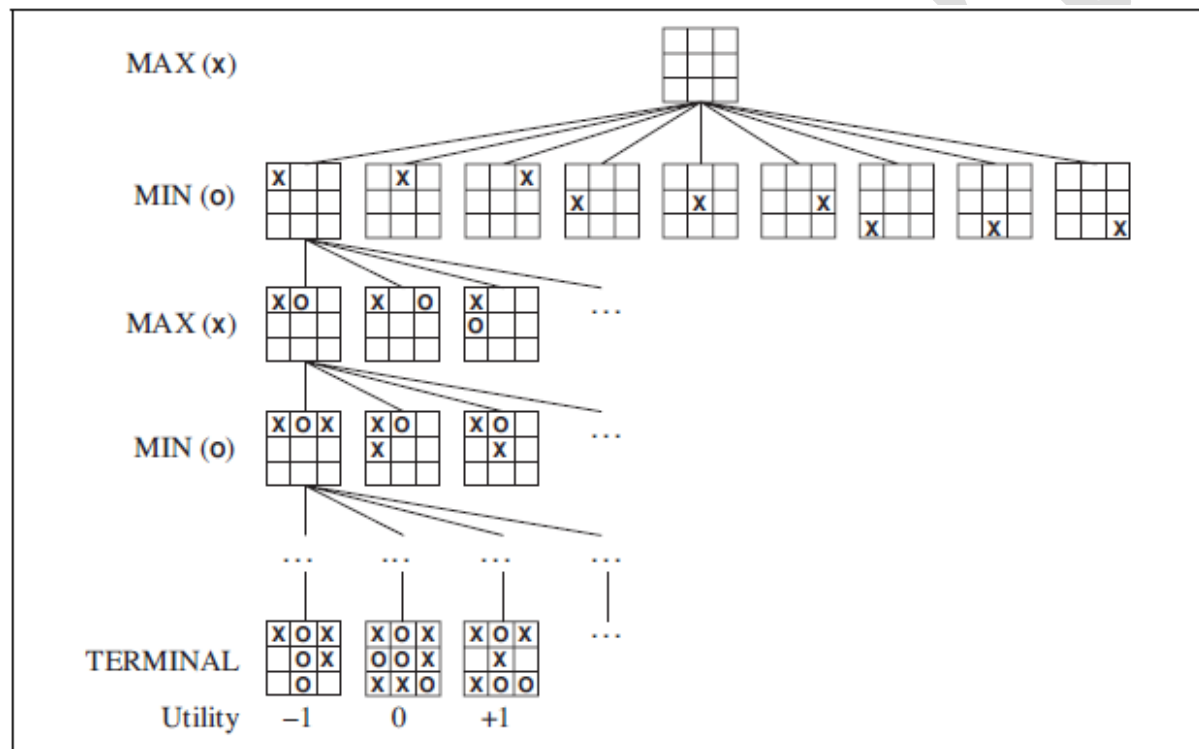 MAX (X)
MIN (O)
X X X X X X X X X
MAX (X)
X O X O X
O
...
MIN (O)
X O X X O X O
X X
...
... ... ... ...
TERMINAL
X O X X O X X O X
O X O O X X
O X X O X O O
...
Utility –1 0 +1